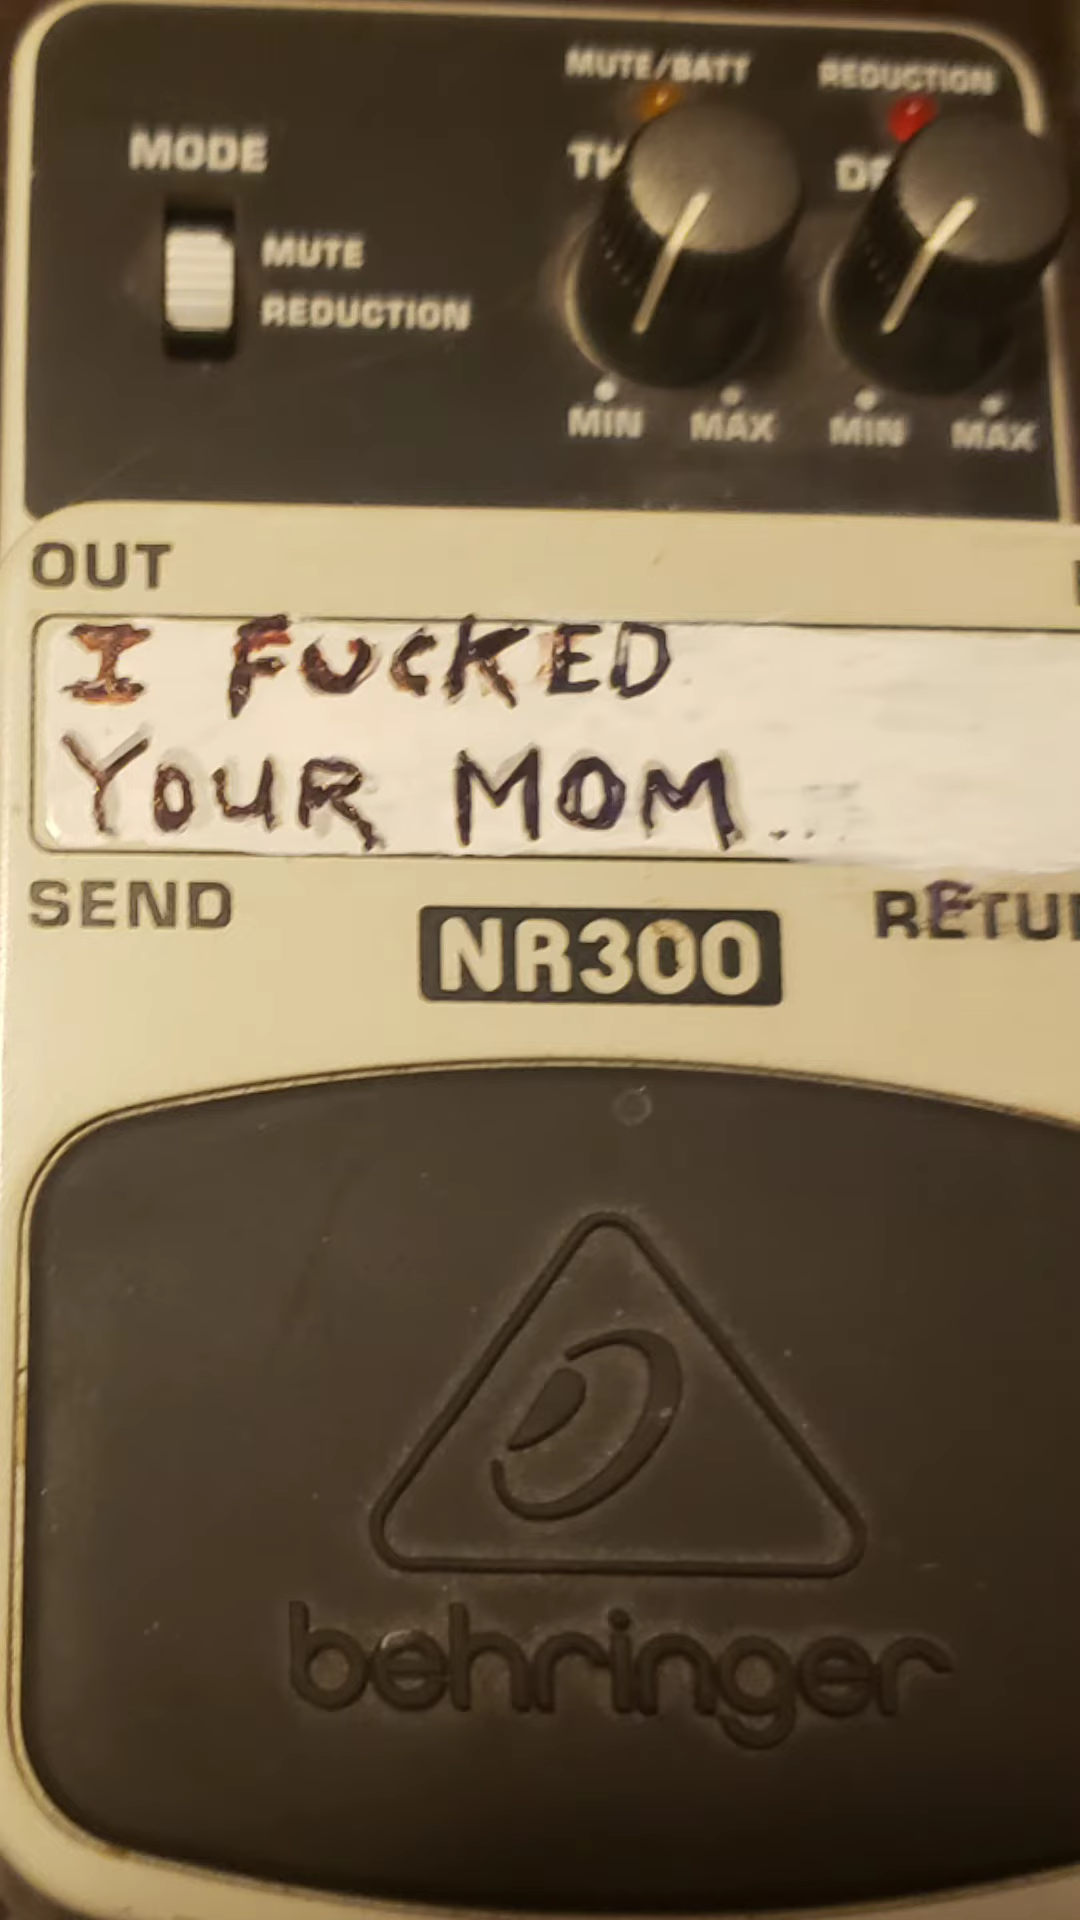 MUTE/BATT REDUCTION
MODE
MUTE
REDUCTION
MIN MAX MIN MAX
OUT
I FUCKED
YOUR MOM
SEND
NR300
behringer